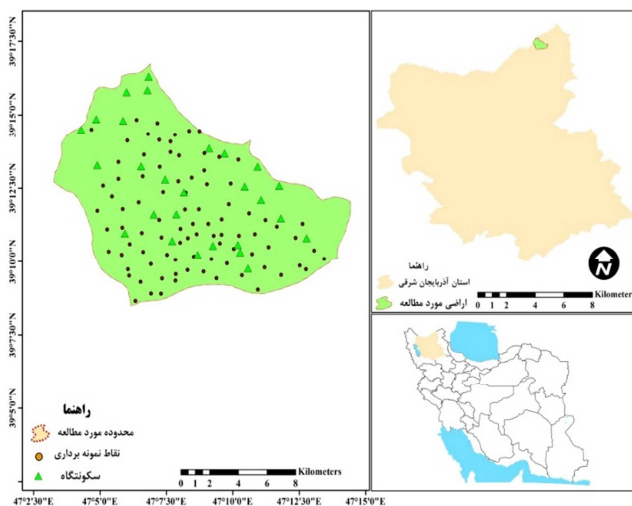 39°17'30"N
39°15'0"N
39°12'30"N
39°10'0"N
39°7'30"N
39°5'0"N
راهنما
محدوده مورد مطالعه
نقاط نمونه برداری
سکونتگاه
Kilometers
0 1 2 4 6 8
47°2'30"E 47°5'0"E 47°7'30"E 47°10'0"E 47°12'30"E 47°15'0"E
N
راهنما
استان آذربایجان شرقی
اراضی مورد مطالعه
Kilometer
0 1 2 4 6 8